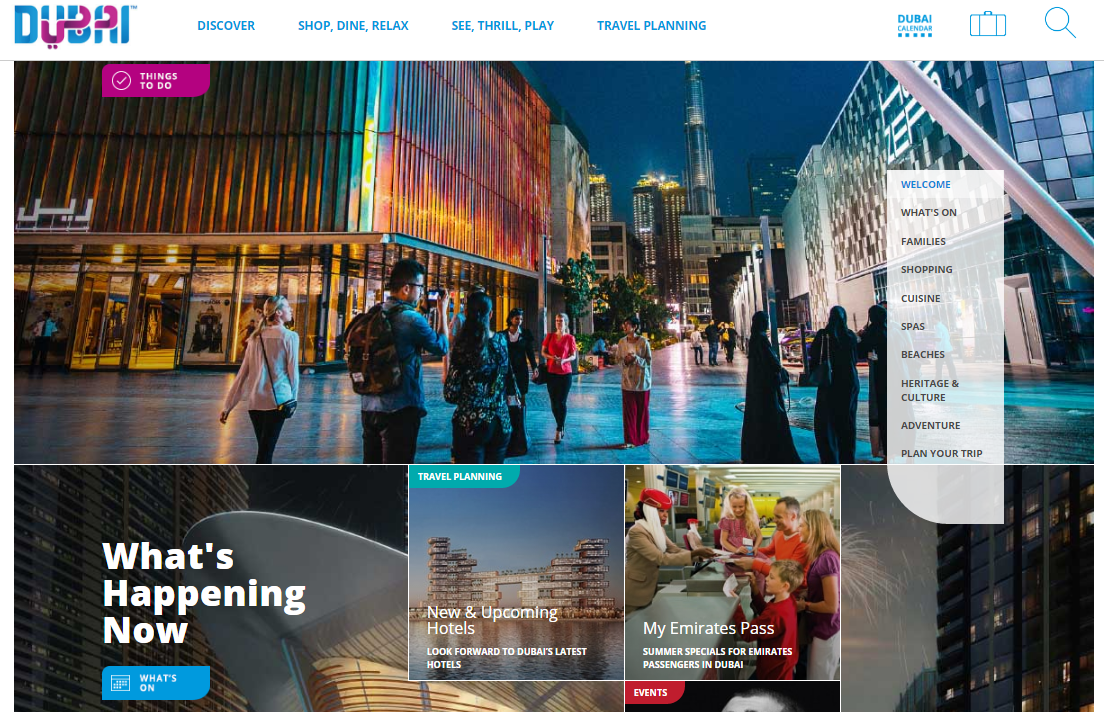 DUBAI™
DISCOVER
SHOP, DINE, RELAX
SEE, THRILL, PLAY
TRAVEL PLANNING
DUBAI
CALENDAR
THINGS
TO DO
ريل
WELCOME
WHAT'S ON
FAMILIES
SHOPPING
CUISINE
SPAS
BEACHES
HERITAGE &
CULTURE
ADVENTURE
PLAN YOUR TRIP
What's
Happening
Now
WHAT'S
ON
TRAVEL PLANNING
New & Upcoming
Hotels
LOOK FORWARD TO DUBAI'S LATEST
HOTELS
My Emirates Pass
SUMMER SPECIALS FOR EMIRATES
PASSENGERS IN DUBAI
EVENTS